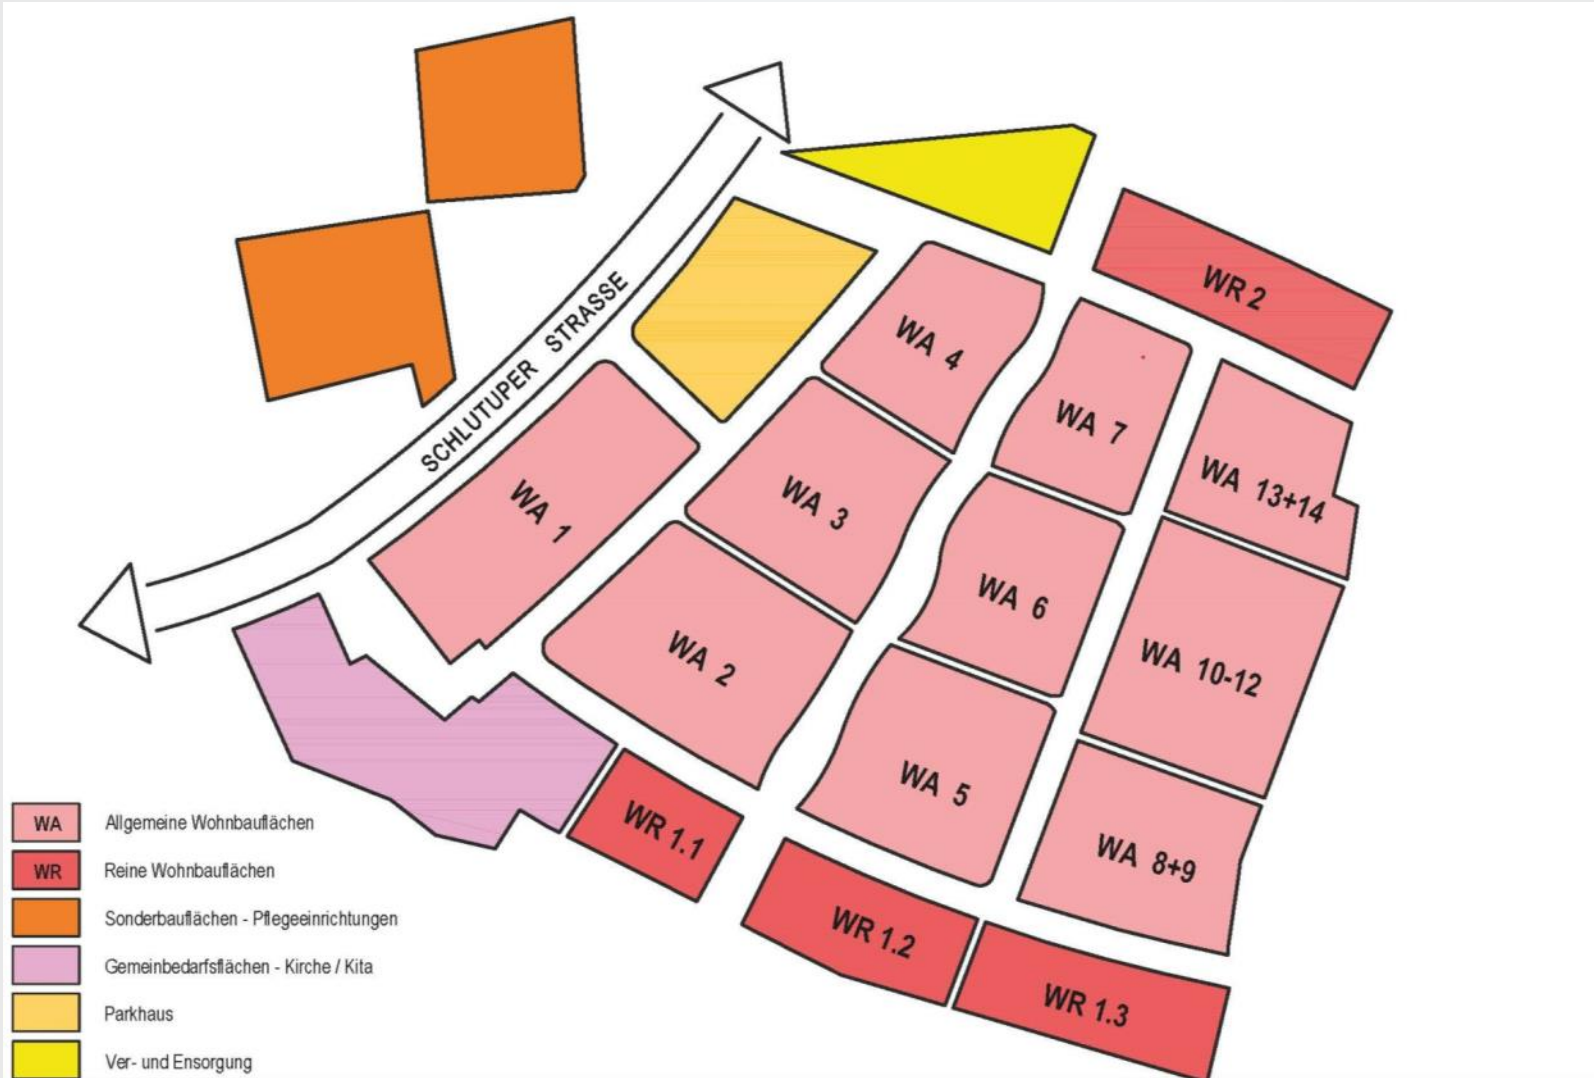 SCHLUTUPER STRASSE
WR 2
WA 4
WA 7
WA 13+14
WA 3
WA 1
WA 6
WA 10-12
WA 2
WA 5
WA 8+9
WR 1.1
WR 1.2
WR 1.3
WA Allgemeine Wohnbauflächen
WR Reine Wohnbauflächen
Sonderbauflächen - Pflegeeinrichtungen
Gemeinbedarfsflächen - Kirche / Kita
Parkhaus
Ver- und Ensorgung